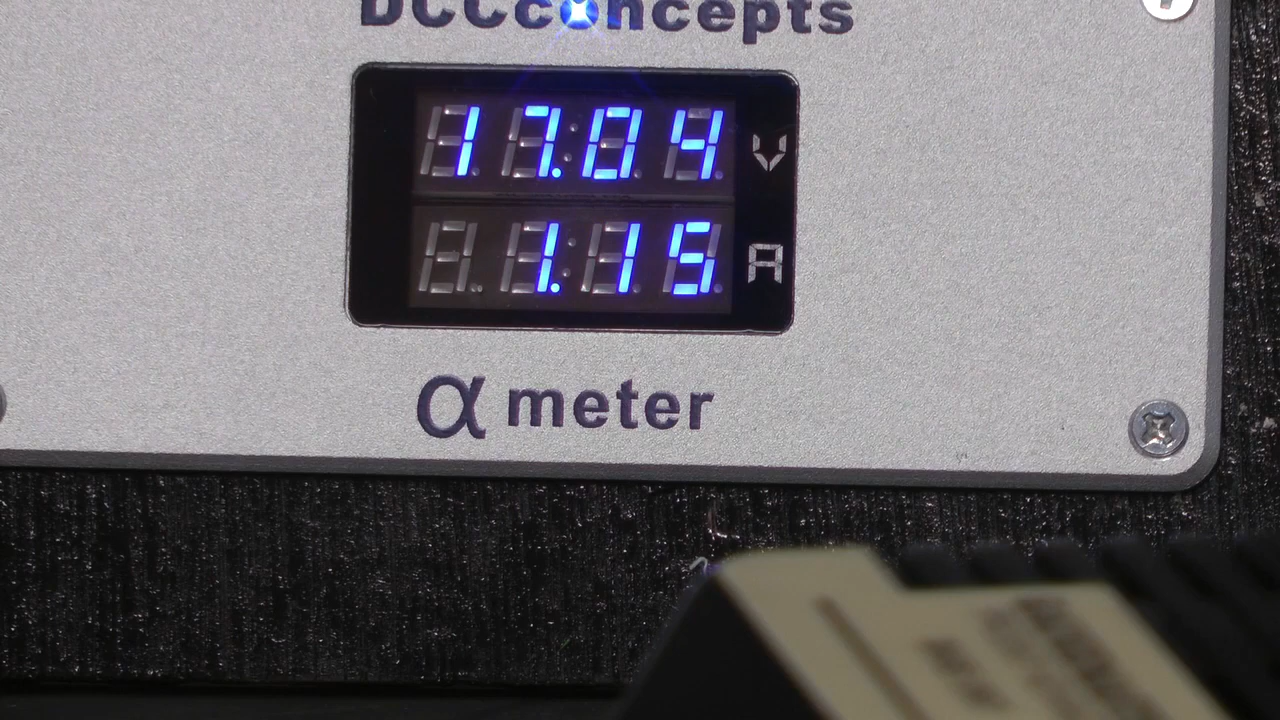 DCCconcepts
17.04 V
1.15 A
α meter